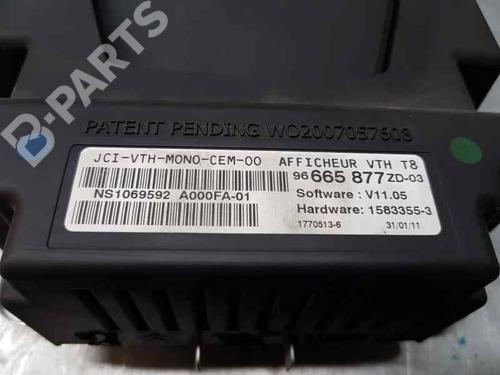 B-PARTS
PATENT PENDING WO2007057603
JCI-VTH-MONO-CEM-00 AFFICHEUR VTH T8
96 665 877 ZD-03
Software : V11.05
NS1069592 A000FA-01
Hardware: 1583355-3
1770513-6 31/01/11